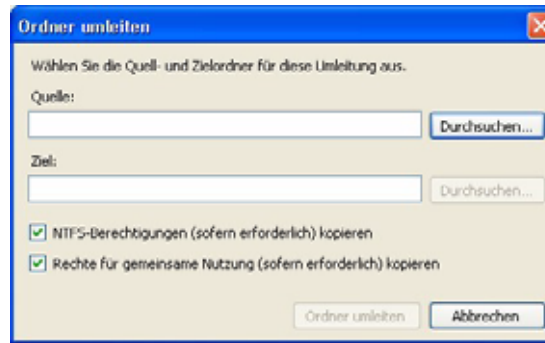 Ordner umleiten
Wählen Sie die Quell- und Zielordner für diese Umleitung aus.
Quelle:
Durchsuchen...
Ziel:
Durchsuchen...
NTFS-Berechtigungen (sofern erforderlich) kopieren
Rechte für gemeinsame Nutzung (sofern erforderlich) kopieren
Ordner umleiten Abbrechen